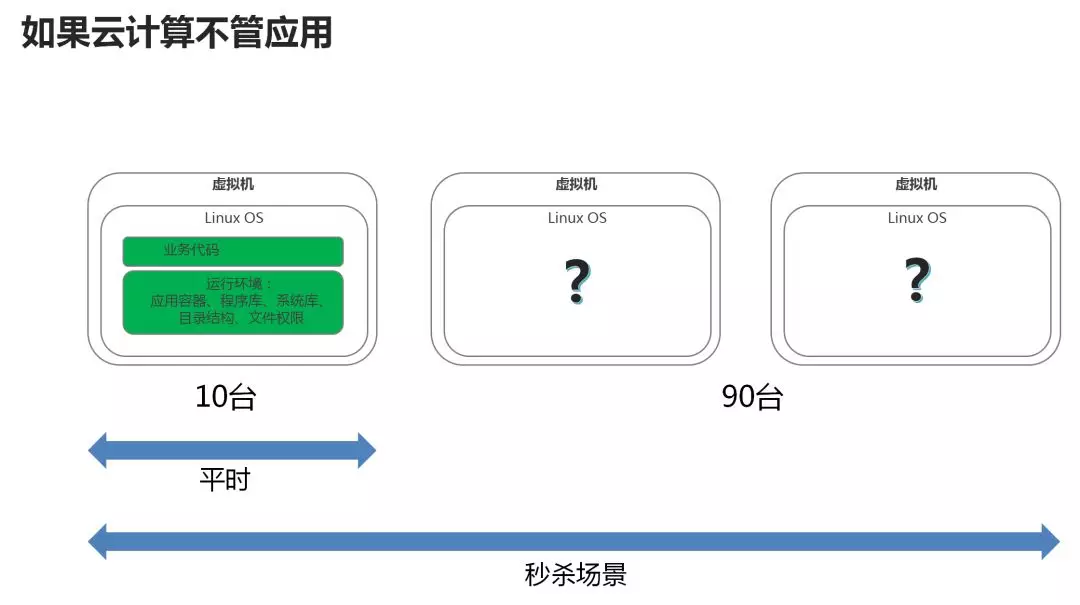 如果云计算不管应用
虚拟机
虚拟机
虚拟机
Linux OS
Linux OS
Linux OS
业务代码
运行环境：
应用容器、程序库、系统库、
目录结构、文件权限
?
?
10台
90台
平时
秒杀场景